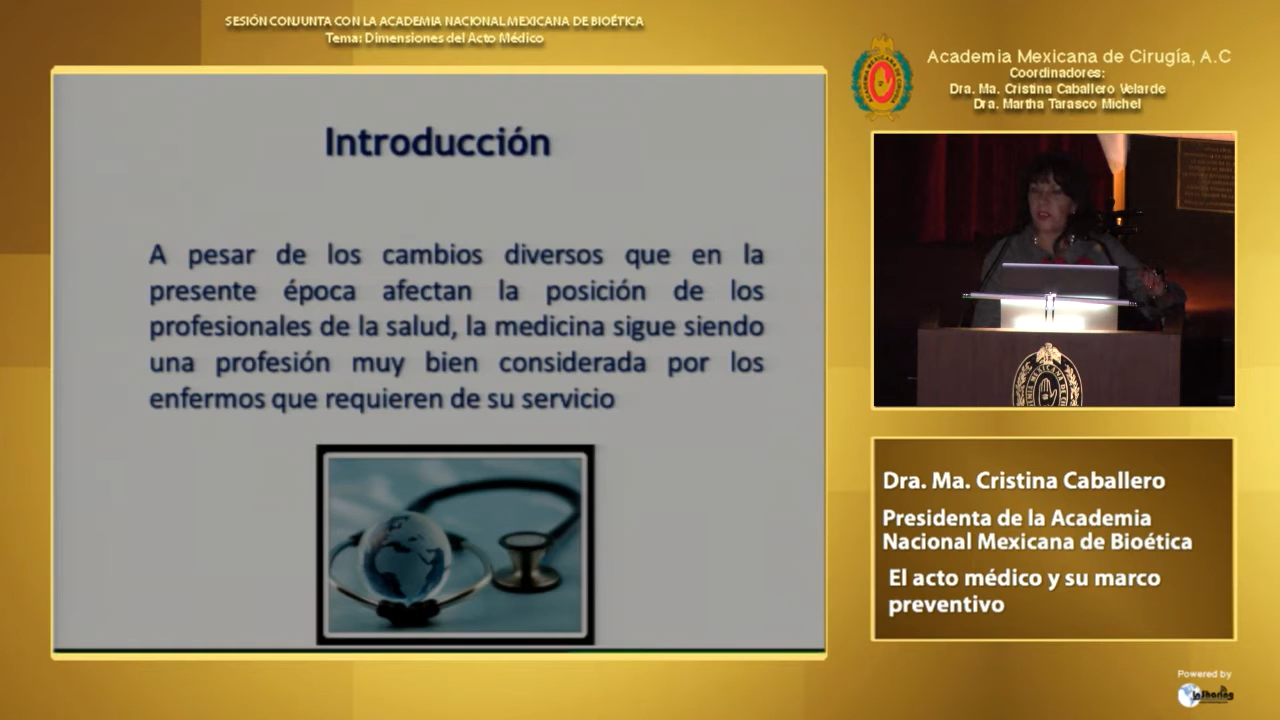 SESIÓN CONJUNTA CON LA ACADEMIA NACIONAL MEXICANA DE BIOÉTICA
Tema: Dimensiones del Acto Médico
Academia Mexicana de Cirugía, A.C
Coordinadores:
Dra. Ma. Cristina Caballero Velarde
Dra. Martha Tarasco Michel
Introducción
A pesar de los cambios diversos que en la
presente época afectan la posición de los
profesionales de la salud, la medicina sigue siendo
una profesión muy bien considerada por los
enfermos que requieren de su servicio
Dra. Ma. Cristina Caballero
Presidenta de la Academia
Nacional Mexicana de Bioética
El acto médico y su marco
preventivo
Powered by
InSharing